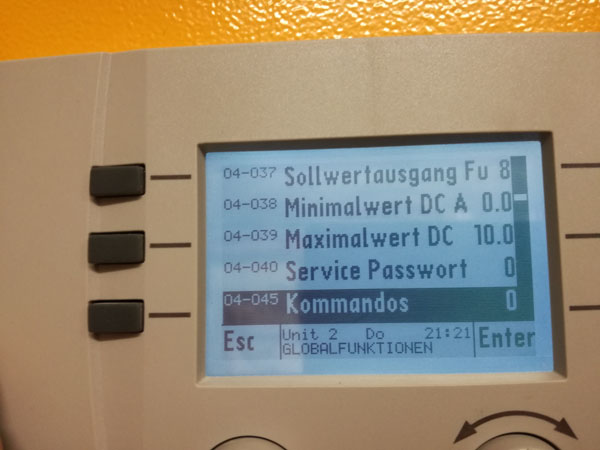 04-037 Sollwertausgang Fu 8
04-038 Minimalwert DC A 0.0
04-039 Maximalwert DC 10.0
04-040 Service Passwort 0
04-045 Kommandos 0
Esc Unit 2 Do 21:21 Enter
GLOBALFUNKTIONEN